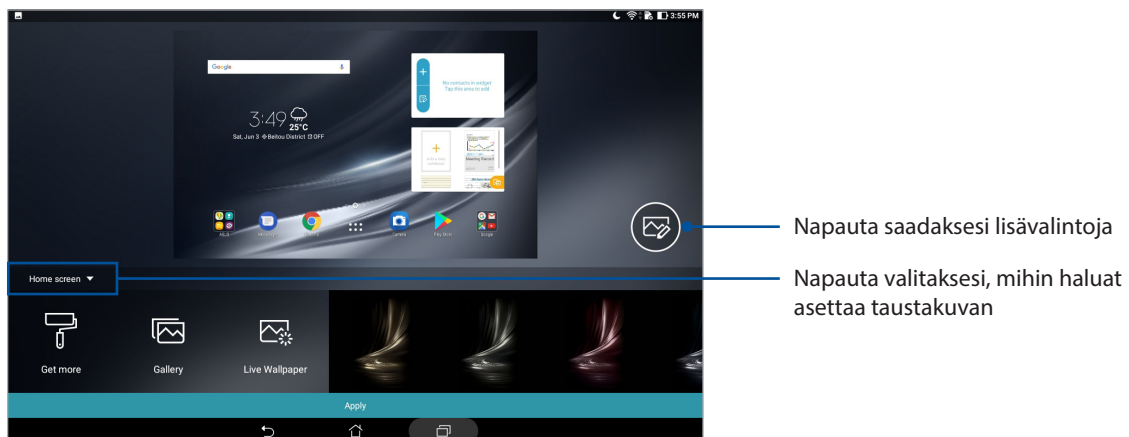 3:55 PM
Google
No contacts in widget
Tap this area to edit
3:49
25°C
Sat, Jun 3 Beitou District OFF
Meeting Record
ASUS
Camera
Play Store
Google
Napauta saadaksesi lisävalintoja
Home screen
Napauta valitaksesi, mihin haluat
asettaa taustakuvan
Get more
Gallery
Live Wallpaper
Apply